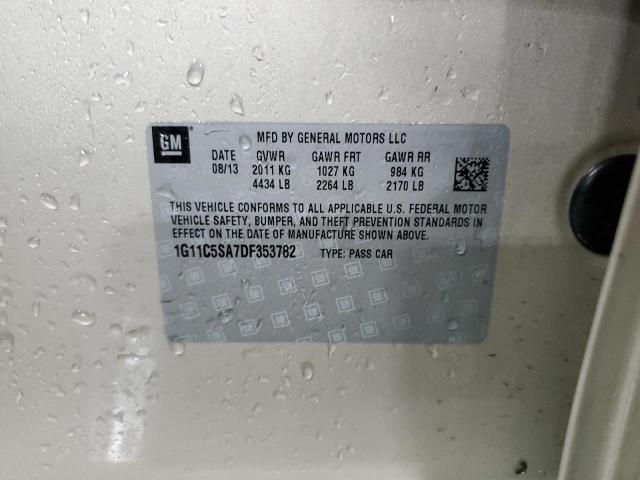 GM
MFD BY GENERAL MOTORS LLC
DATE GVWR GAWR FRT GAWR RR
08/13 2011 KG 1027 KG 984 KG
4434 LB 2264 LB 2170 LB
THIS VEHICLE CONFORMS TO ALL APPLICABLE U.S. FEDERAL MOTOR
VEHICLE SAFETY, BUMPER, AND THEFT PREVENTION STANDARDS IN
EFFECT ON THE DATE OF MANUFACTURE SHOWN ABOVE.
1G11C5SA7DF353782 TYPE: PASS CAR